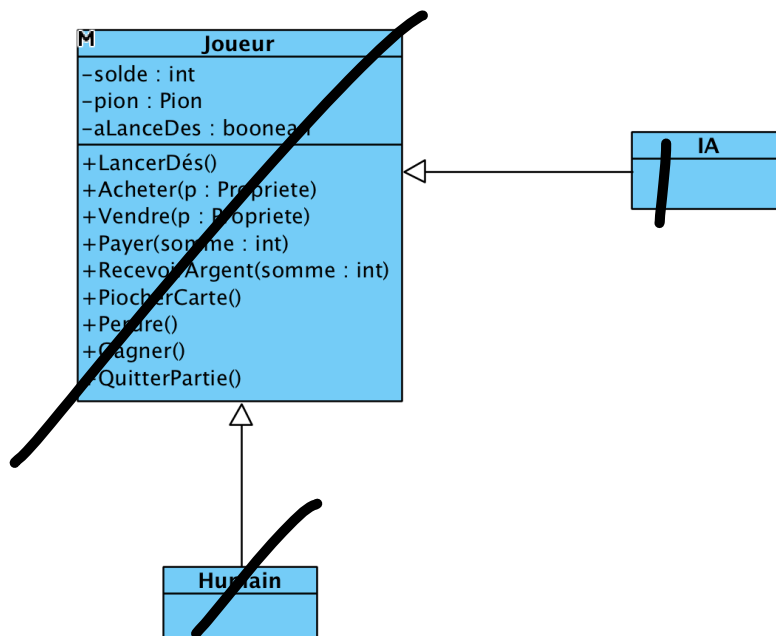 M
Joueur
-solde : int
-pion : Pion
-aLanceDes : boonean
+LancerDés()
+Acheter(p : Propriete)
+Vendre(p : Propriete)
+Payer(somme : int)
+RecevoirArgent(somme : int)
+PiocherCarte()
+Perdre()
+Gagner()
+QuitterPartie()
IA
Humain